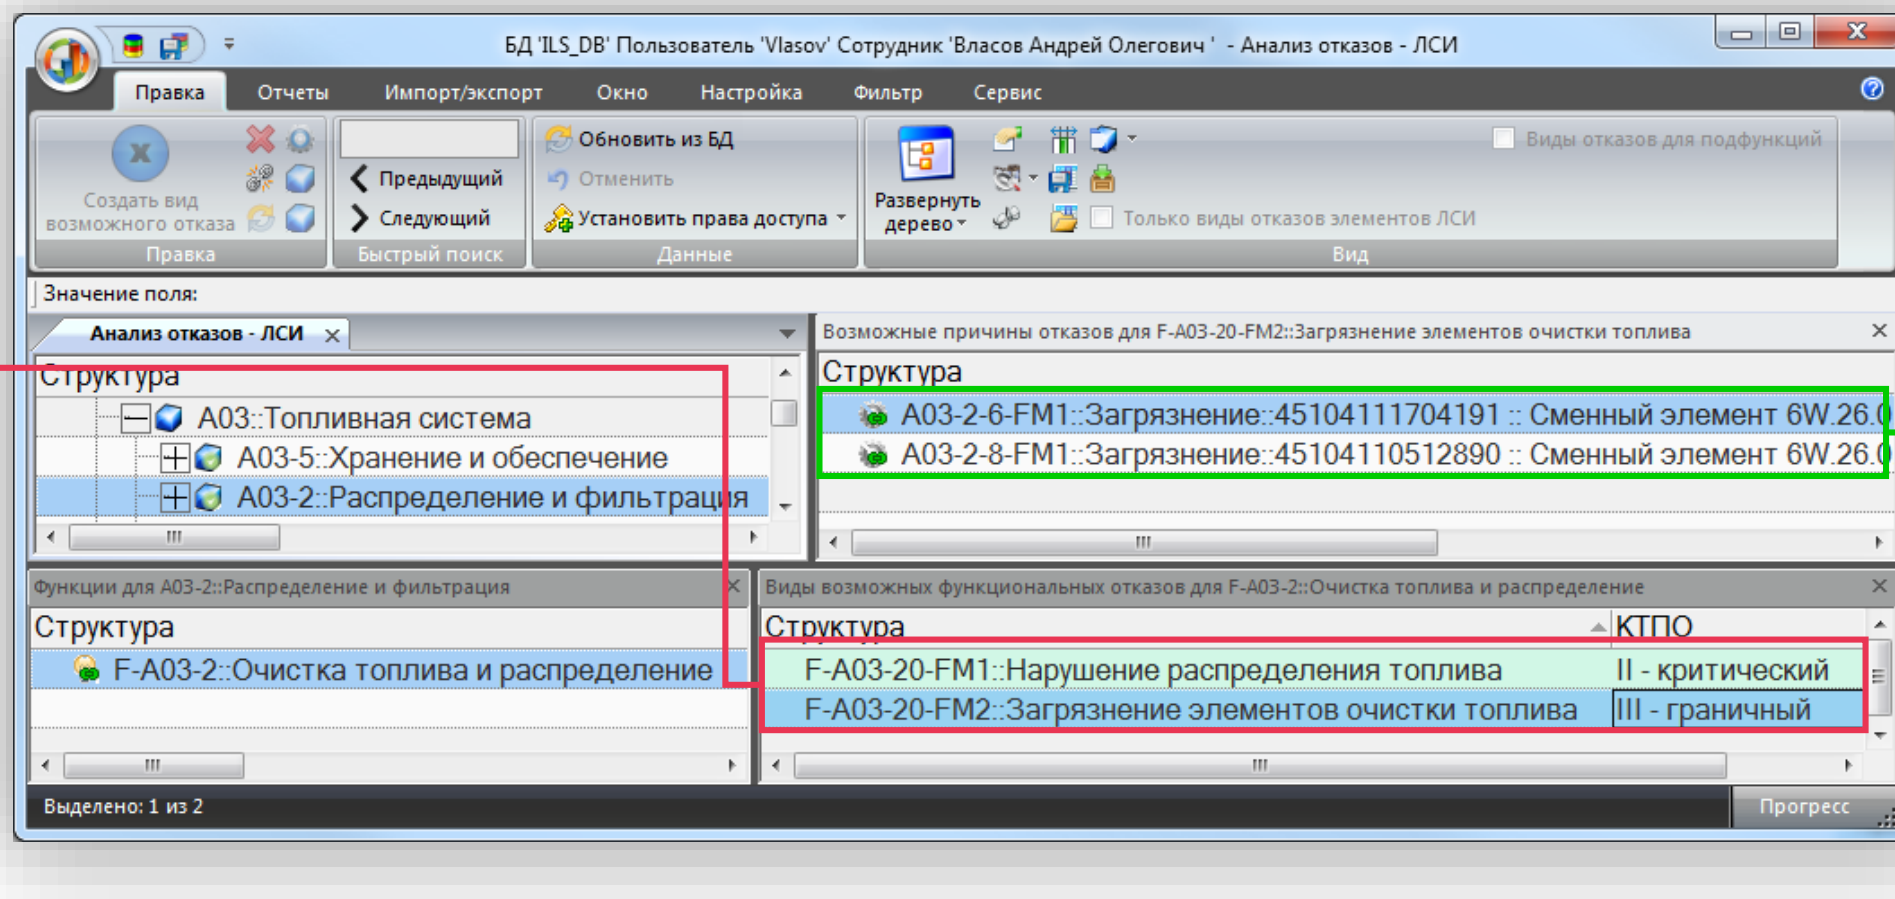 БД 'ILS_DB' Пользователь 'Vlasov' Сотрудник 'Власов Андрей Олегович ' - Анализ отказов - ЛСИ
Правка Отчеты Импорт/экспорт Окно Настройка Фильтр Сервис
Создать вид
возможного отказа
Правка
Предыдущий
Следующий
Быстрый поиск
Обновить из БД
Отменить
Установить права доступа
Данные
Развернуть
дерево
Виды отказов для подфункций
Только виды отказов элементов ЛСИ
Вид
Значение поля:
Анализ отказов - ЛСИ
Структура
А03::Топливная система
А03-5::Хранение и обеспечение
А03-2::Распределение и фильтрация
Возможные причины отказов для F-A03-20-FM2::Загрязнение элементов очистки топлива
Структура
A03-2-6-FM1::Загрязнение::45104111704191 :: Сменный элемент 6W.26.0
A03-2-8-FM1::Загрязнение::45104110512890 :: Сменный элемент 6W.26.0
Функции для А03-2::Распределение и фильтрация
Структура
F-A03-2::Очистка топлива и распределение
Виды возможных функциональных отказов для F-A03-2::Очистка топлива и распределение
Структура КТПО
F-A03-20-FM1::Нарушение распределения топлива II - критический
F-A03-20-FM2::Загрязнение элементов очистки топлива III - граничный
Выделено: 1 из 2
Прогресс